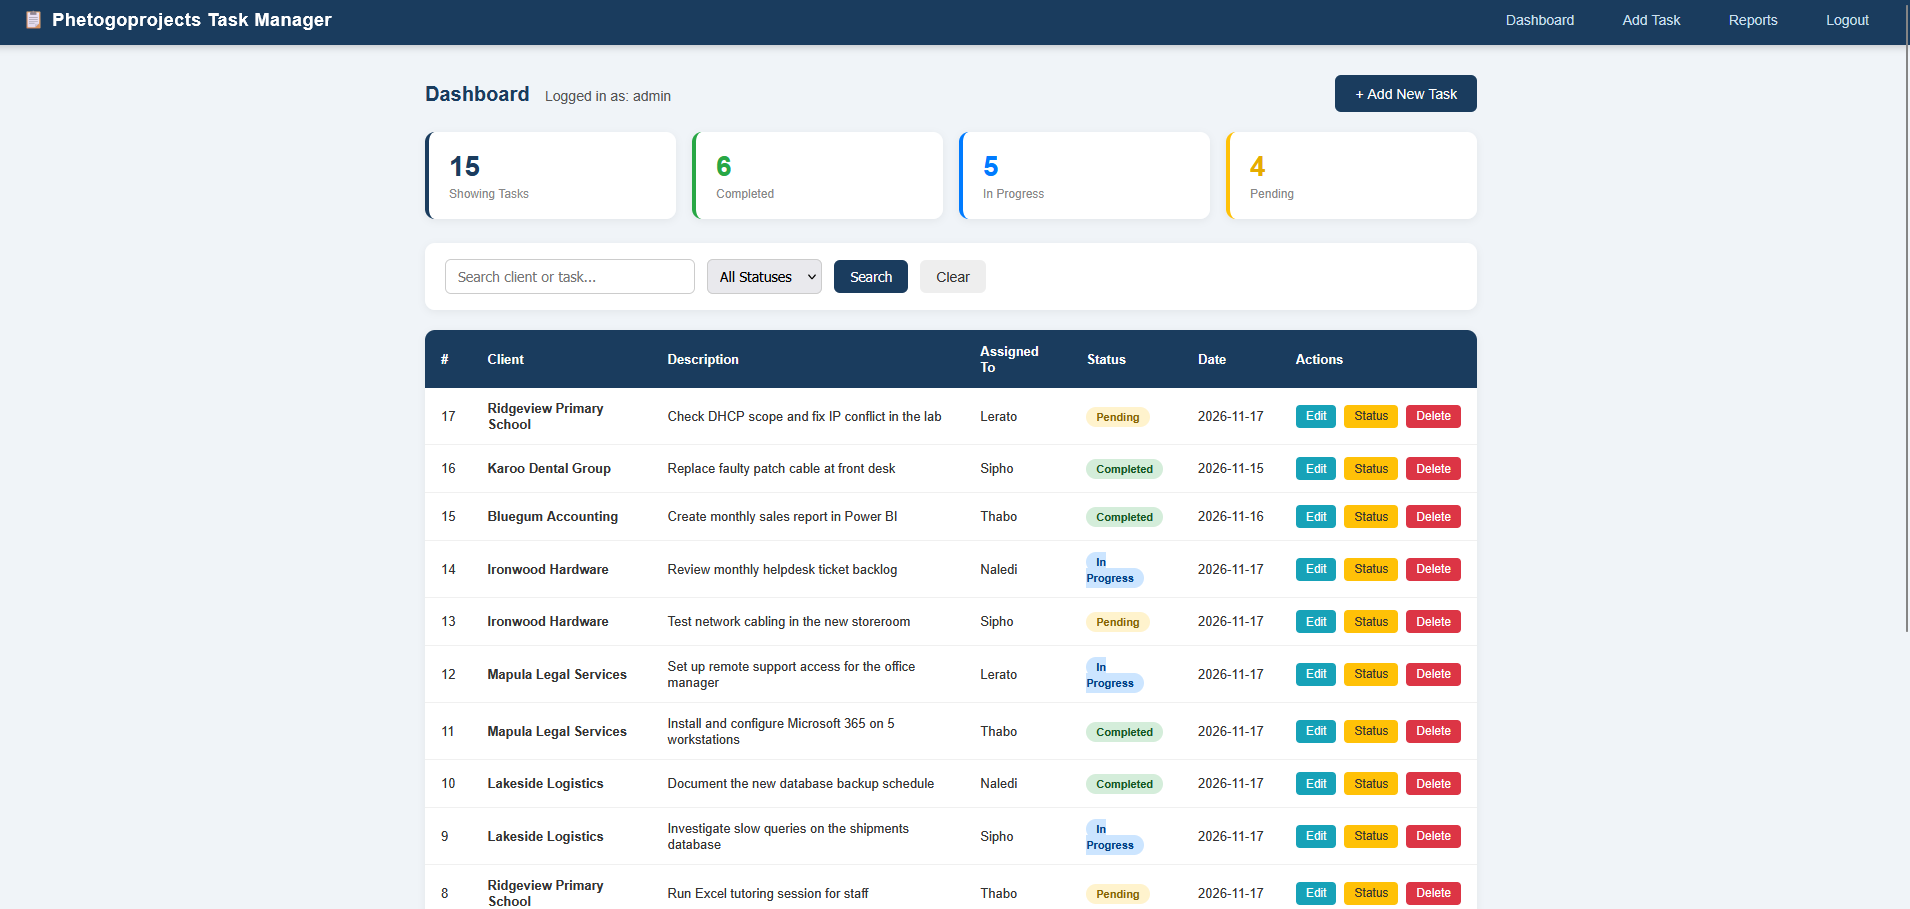 Phetogoprojects Task Manager
Dashboard Add Task Reports Logout
Dashboard Logged in as: admin
+ Add New Task
15
Showing Tasks
6
Completed
5
In Progress
4
Pending
Search client or task...
All Statuses
Search
Clear
# Client Description Assigned To Status Date Actions
17 Ridgeview Primary School Check DHCP scope and fix IP conflict in the lab Lerato Pending 2026-11-17 Edit Status Delete
16 Karoo Dental Group Replace faulty patch cable at front desk Sipho Completed 2026-11-15 Edit Status Delete
15 Bluegum Accounting Create monthly sales report in Power BI Thabo Completed 2026-11-16 Edit Status Delete
14 Ironwood Hardware Review monthly helpdesk ticket backlog Naledi In Progress 2026-11-17 Edit Status Delete
13 Ironwood Hardware Test network cabling in the new storeroom Sipho Pending 2026-11-17 Edit Status Delete
12 Mapula Legal Services Set up remote support access for the office manager Lerato In Progress 2026-11-17 Edit Status Delete
11 Mapula Legal Services Install and configure Microsoft 365 on 5 workstations Thabo Completed 2026-11-17 Edit Status Delete
10 Lakeside Logistics Document the new database backup schedule Naledi Completed 2026-11-17 Edit Status Delete
9 Lakeside Logistics Investigate slow queries on the shipments database Sipho In Progress 2026-11-17 Edit Status Delete
8 Ridgeview Primary School Run Excel tutoring session for staff Thabo Pending 2026-11-17 Edit Status Delete